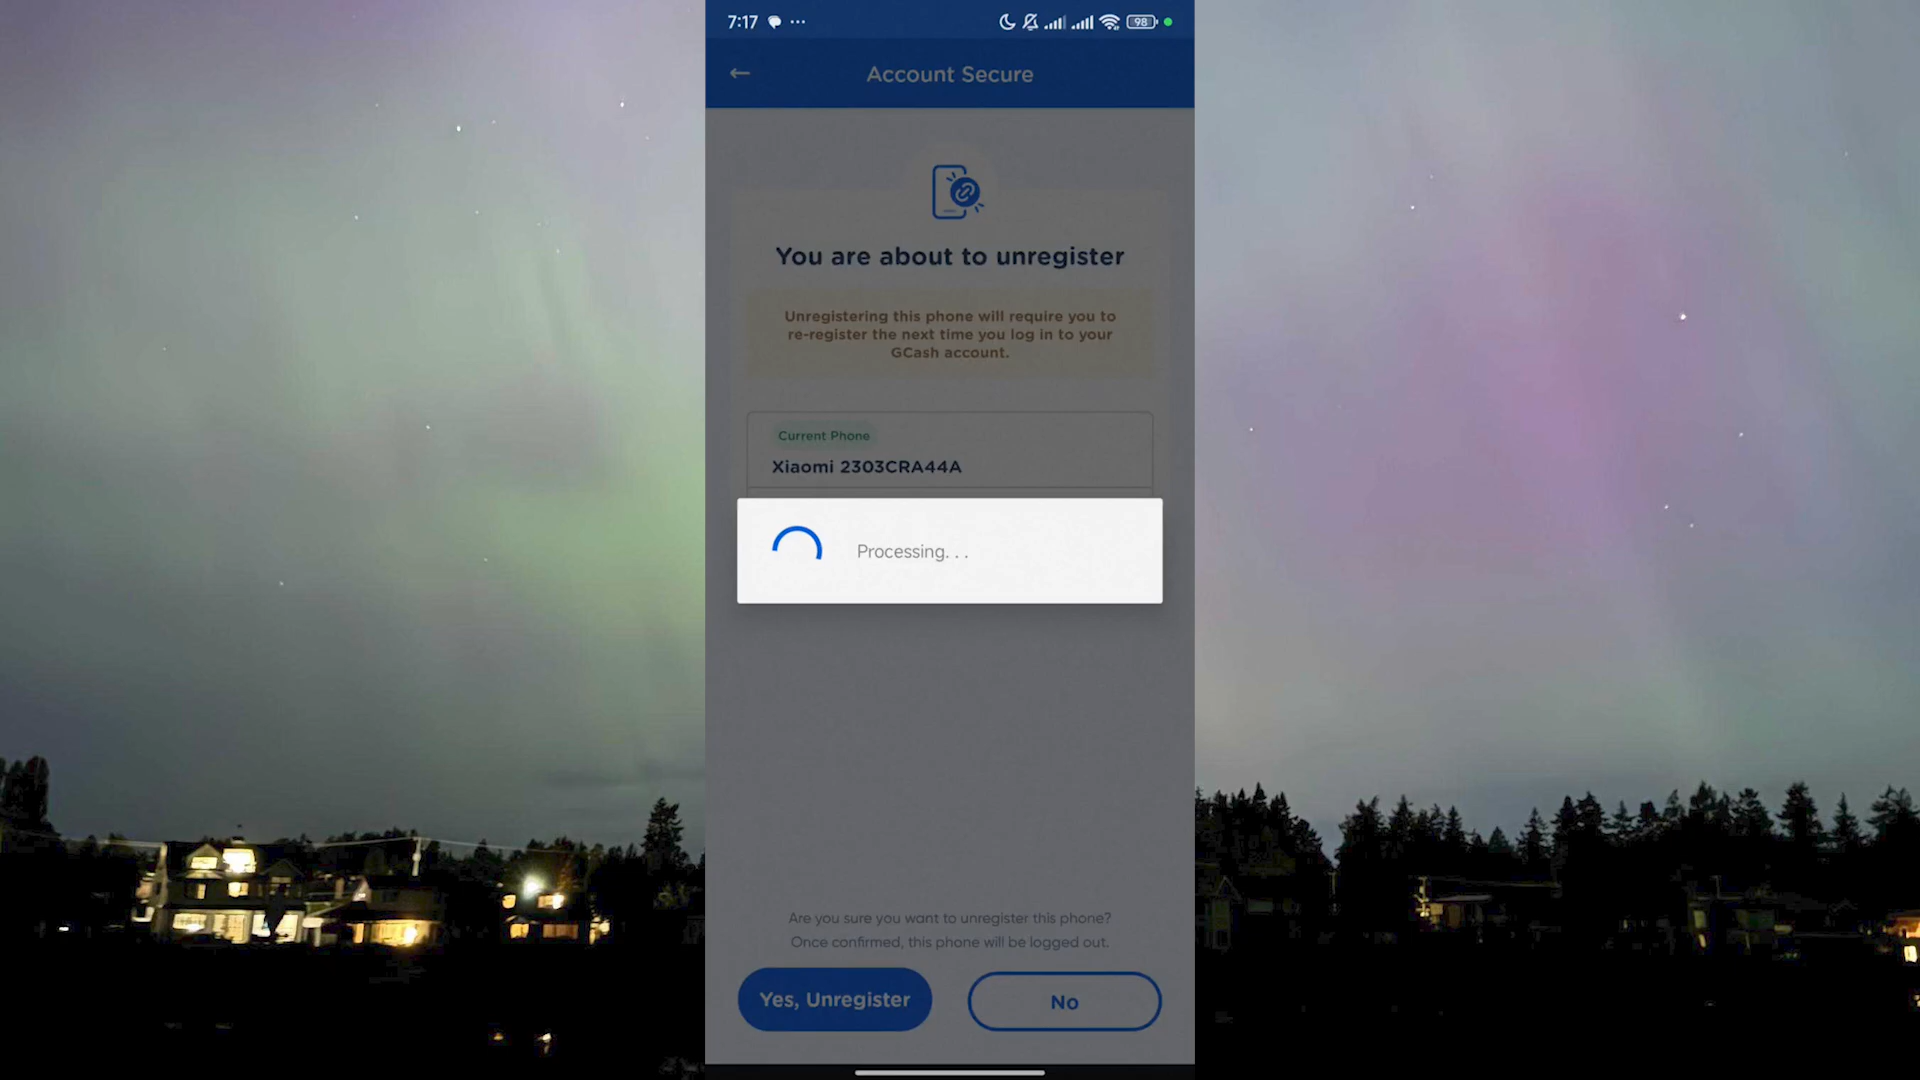 7:17
98
Account Secure
You are about to unregister
Unregistering this phone will require you to
re-register the next time you log in to your
GCash account.
Current Phone
Xiaomi 2303CRA44A
Processing. . .
Are you sure you want to unregister this phone?
Once confirmed, this phone will be logged out.
Yes, Unregister
No